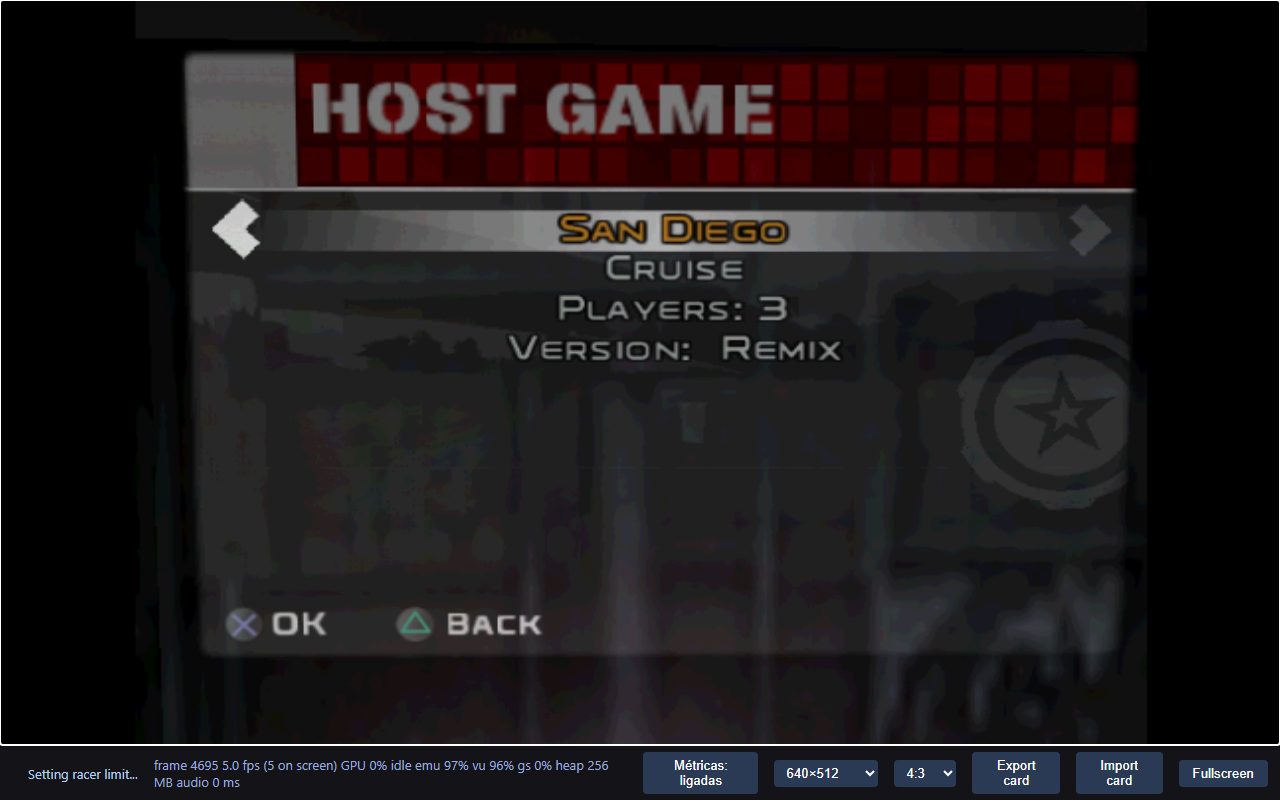 HOST GAME
SAN DIEGO
CRUISE
PLAYERS: 3
VERSION: REMIX
OK BACK
Setting racer limit...
frame 4695 5.0 fps (5 on screen) GPU 0% idle emu 97% vu 96% gs 0% heap 256
MB audio 0 ms
Métricas:
ligadas
640×512
4:3
Export
card
Import
card
Fullscreen